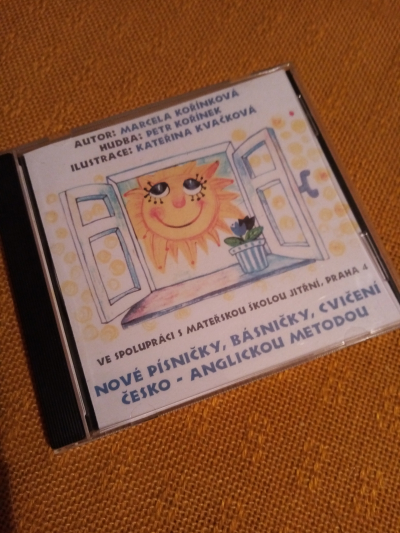 AUTOR: MARCELA KOŘÍNKOVÁ
HUDBA: PETR KOŘÍNEK
ILUSTRACE: KATEŘINA KVAČKOVÁ
VE SPOLUPRÁCI S MATEŘSKOU ŠKOLOU JITŘNÍ, PRAHA 4
NOVÉ PÍSNIČKY, BÁSNIČKY, CVIČENÍ
ČESKO - ANGLICKOU METODOU